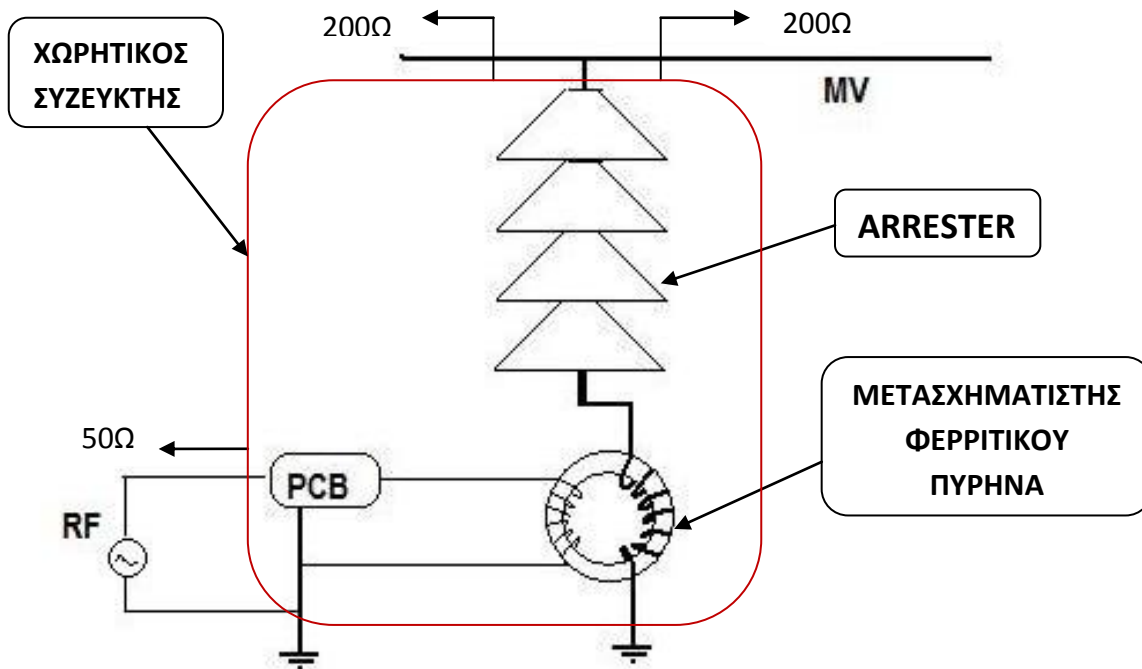 200Ω
200Ω
ΧΩΡΗΤΙΚΟΣ
ΣΥΖΕΥΚΤΗΣ
MV
ARRESTER
ΜΕΤΑΣΧΗΜΑΤΙΣΤΗΣ
ΦΕΡΡΙΤΙΚΟΥ
ΠΥΡΗΝΑ
50Ω
PCB
RF